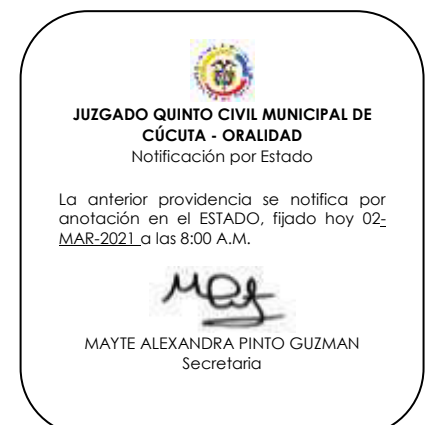 JUZGADO QUINTO CIVIL MUNICIPAL DE
CÚCUTA - ORALIDAD
Notificación por Estado
La anterior providencia se notifica por
anotación en el ESTADO, fijado hoy 02-
MAR-2021 a las 8:00 A.M.
MAYTE ALEXANDRA PINTO GUZMAN
Secretaria